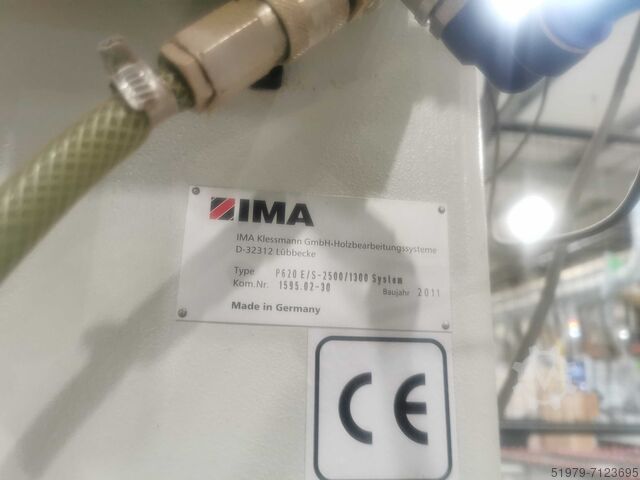 IMA
IMA Klessmann GmbH-Holzbearbeitungssysteme
D-32312 Lübbecke
Type P620 E/S-2500/1300 System
Kom.Nr. 1595.02-30 Baujahr 2011
Made in Germany
CE
51979-7123695